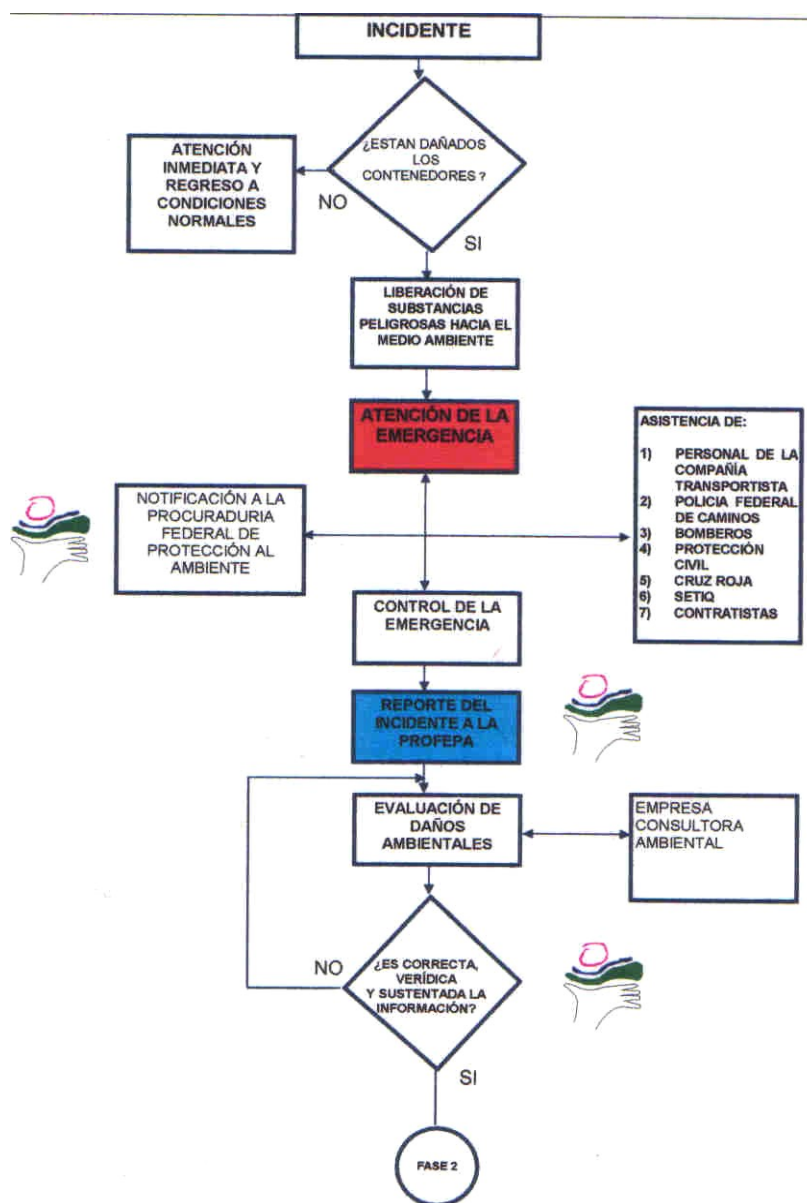 INCIDENTE
¿ESTAN DAÑADOS
LOS
CONTENEDORES ?
ATENCIÓN
INMEDIATA Y
REGRESO A
CONDICIONES
NORMALES
NO
SI
LIBERACIÓN DE
SUBSTANCIAS
PELIGROSAS HACIA EL
MEDIO AMBIENTE
ATENCIÓN DE LA
EMERGENCIA
NOTIFICACIÓN A LA
PROCURADURIA
FEDERAL DE
PROTECCIÓN AL
AMBIENTE
ASISTENCIA DE:
1) PERSONAL DE LA
COMPAÑÍA
TRANSPORTISTA
2) POLICIA FEDERAL
DE CAMINOS
3) BOMBEROS
4) PROTECCIÓN
CIVIL
5) CRUZ ROJA
6) SETIQ
7) CONTRATISTAS
CONTROL DE LA
EMERGENCIA
REPORTE DEL
INCIDENTE A LA
PROFEPA
EVALUACIÓN DE
DAÑOS
AMBIENTALES
EMPRESA
CONSULTORA
AMBIENTAL
NO
¿ES CORRECTA,
VERÍDICA
Y SUSTENTADA LA
INFORMACIÓN?
SI
FASE 2